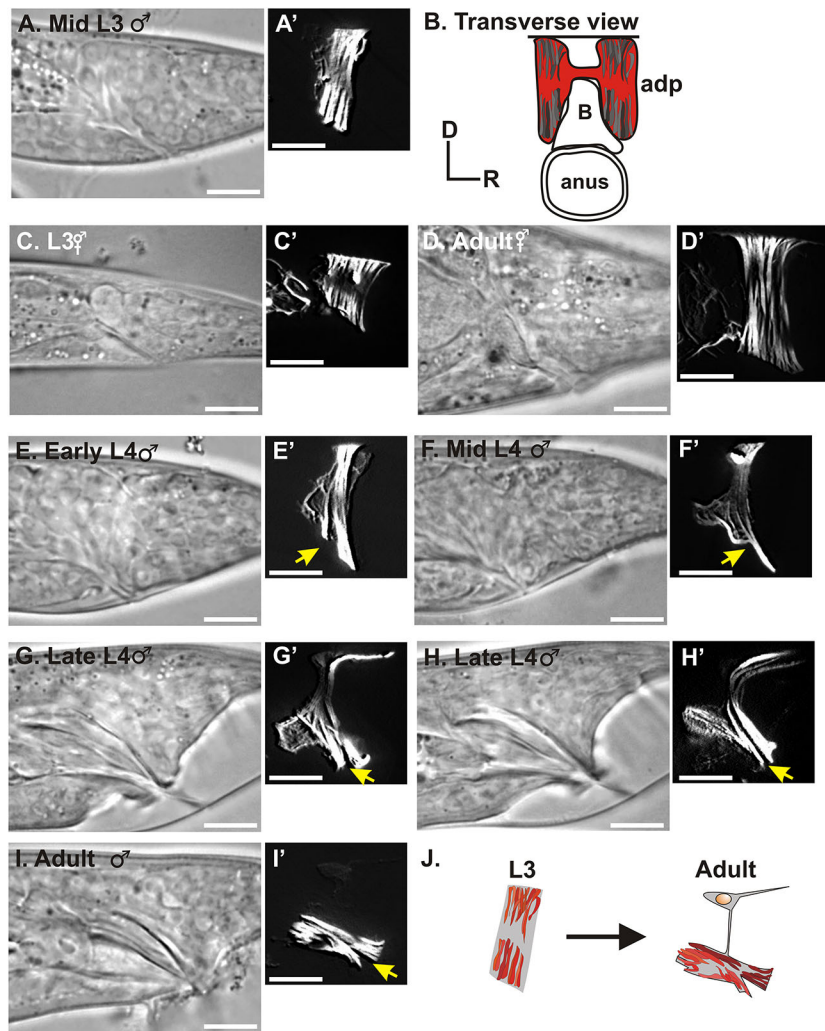 A. Mid L3 ♂
A'
B. Transverse view
adp
B
D
R
anus
C. L3⚥
C'
D. Adult⚥
D'
E. Early L4♂
E'
F. Mid L4 ♂
F'
G. Late L4♂
G'
H. Late L4♂
H'
I. Adult ♂
I'
J.
L3
Adult